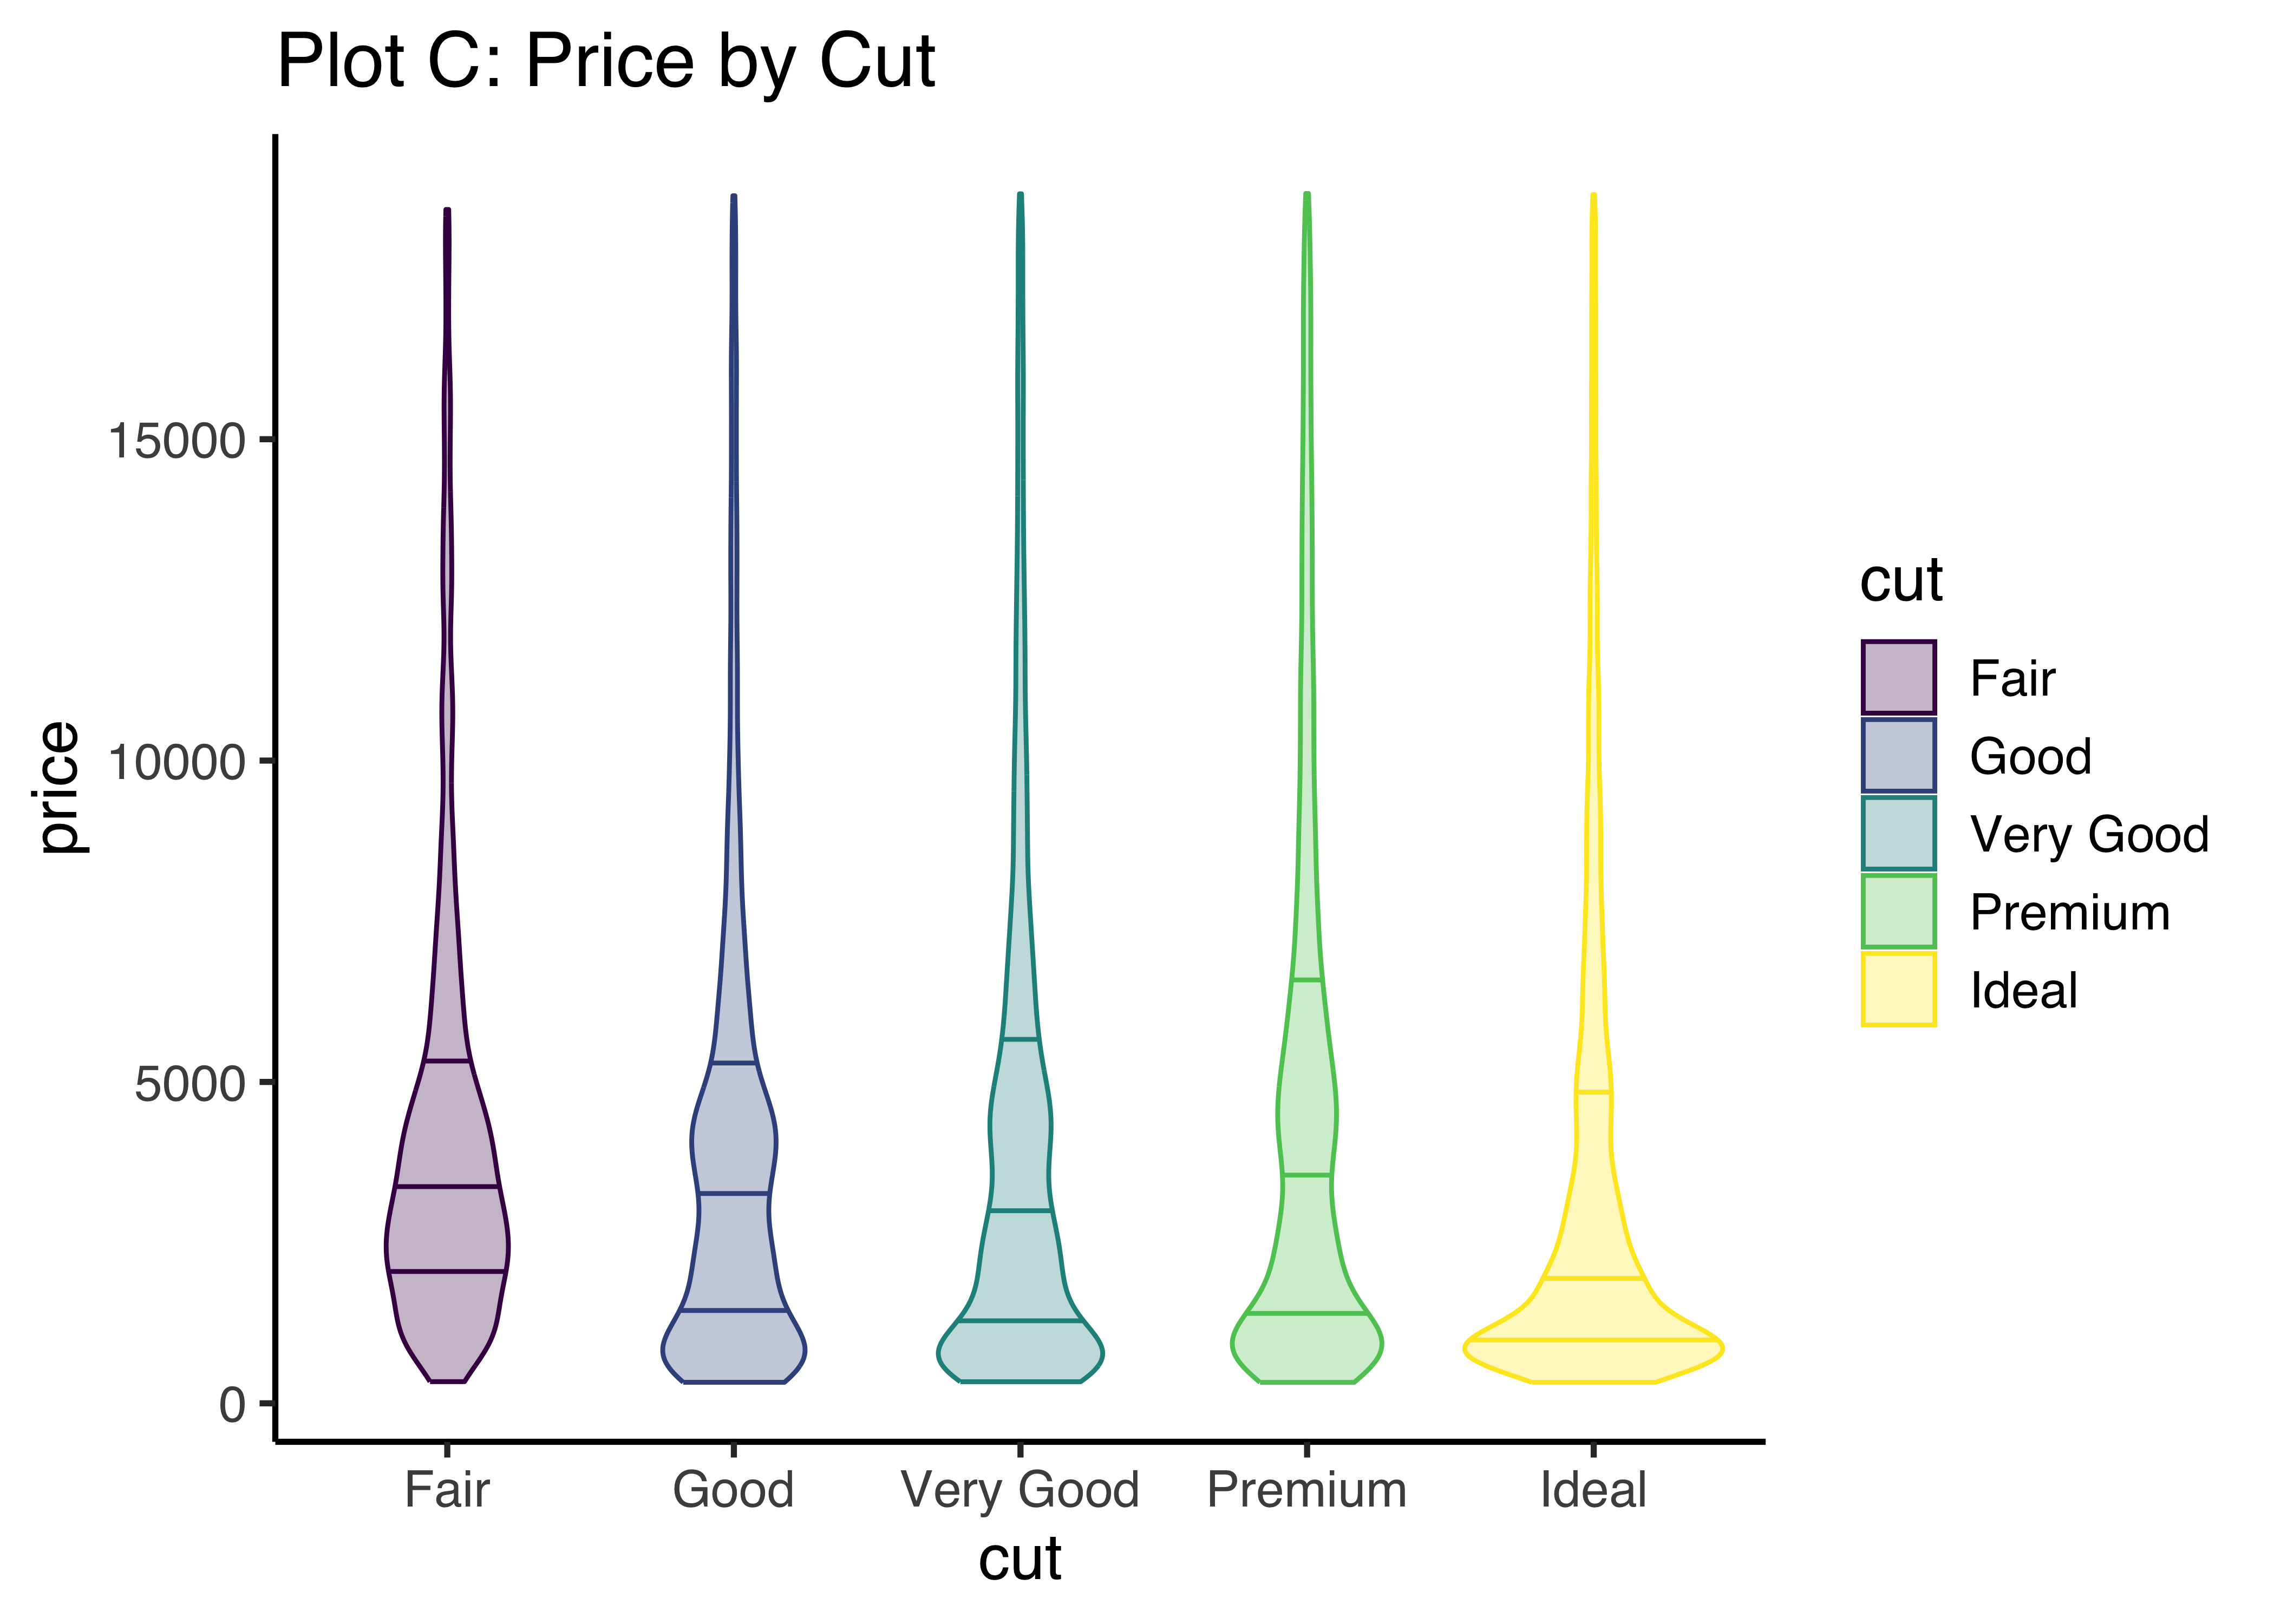 Plot C: Price by Cut
price
15000
10000
5000
0
Fair Good Very Good Premium Ideal
cut
cut
Fair
Good
Very Good
Premium
Ideal